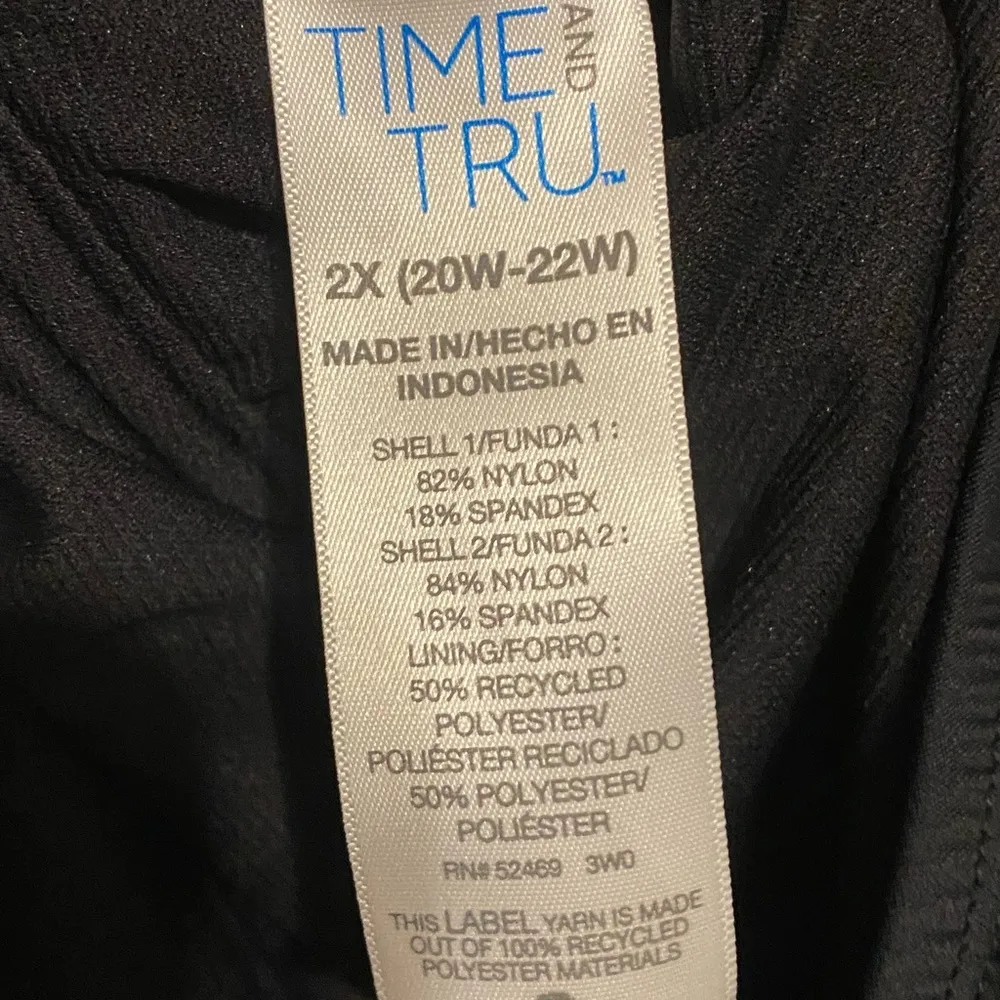 TIME AND
TRU™
2X (20W-22W)
MADE IN/HECHO EN
INDONESIA
SHELL 1/FUNDA 1 :
82% NYLON
18% SPANDEX
SHELL 2/FUNDA 2 :
84% NYLON
16% SPANDEX
LINING/FORRO :
50% RECYCLED
POLYESTER/
POLIÉSTER RECICLADO
50% POLYESTER/
POLIÉSTER
RN# 52469 3W0
THIS LABEL YARN IS MADE
OUT OF 100% RECYCLED
POLYESTER MATERIALS